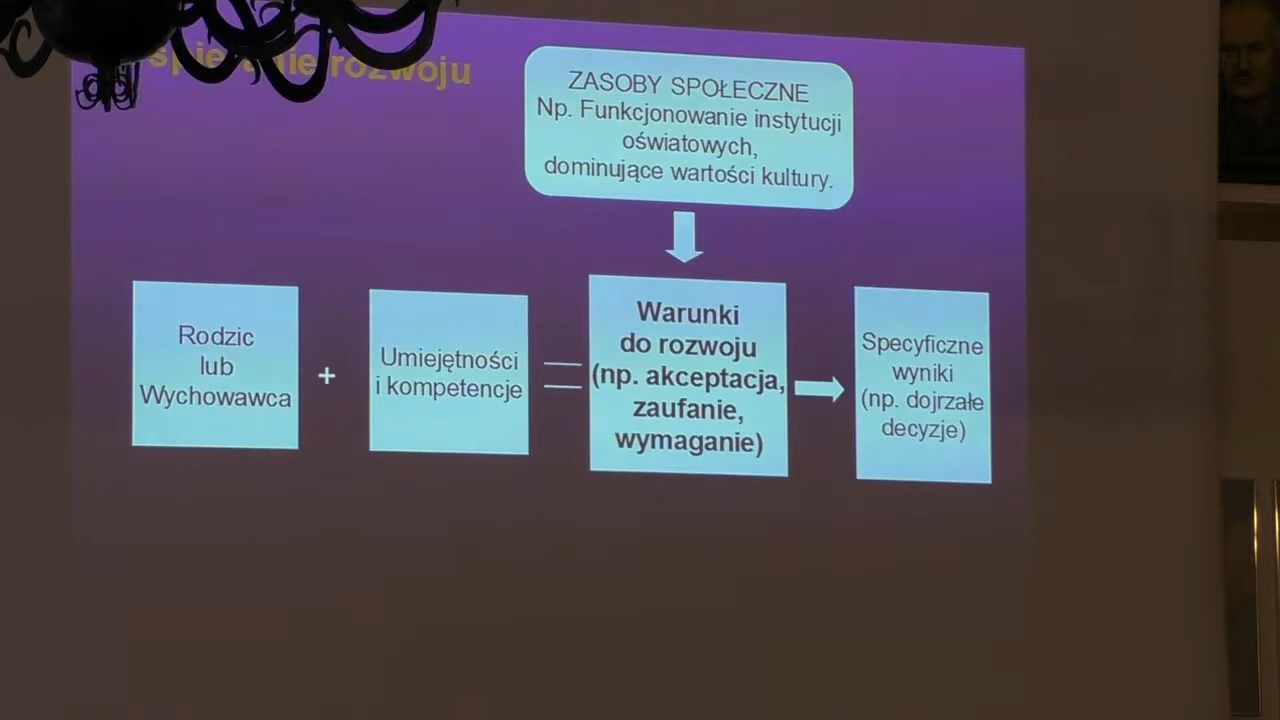 rozwoju
ZASOBY SPOŁECZNE
Np. Funkcjonowanie instytucji
oświatowych,
dominujące wartości kultury.
Rodzic
lub
Wychowawca
+
Umiejętności
i kompetencje
=
Warunki
do rozwoju
(np. akceptacja,
zaufanie,
wymaganie)
Specyficzne
wyniki
(np. dojrzałe
decyzje)